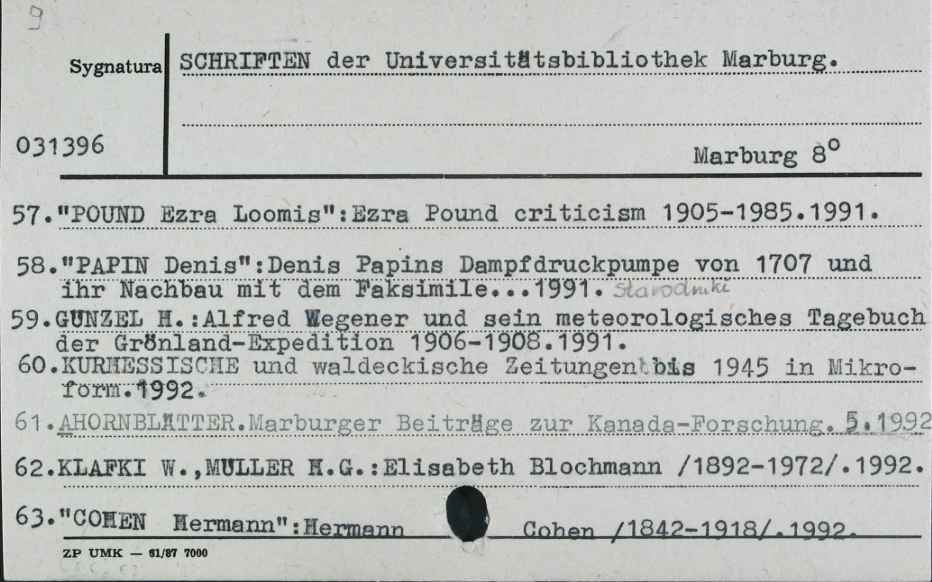 9
Sygnatura
SCHRIFTEN der Universitätsbibliothek Marburg.
031396
Marburg 8°
57."POUND Ezra Loomis":Ezra Pound criticism 1905-1985.1991.
58."PAPIN Denis":Denis Papins Dampfdruckpumpe von 1707 und
ihr Nachbau mit dem Faksimile...1991. Starodruki
59.GUNZEL H.:Alfred Wegener und sein meteorologisches Tagebuch
der Grönland-Expedition 1906-1908.1991.
60.KURHESSISCHE und waldeckische Zeitungen bis 1945 in Mikro-
form.1992.
61.AHORNBLÄTTER.Marburger Beiträge zur Kanada-Forschung. 5.1992
62.KLAFKI W.,MULLER H.G.:Elisabeth Blochmann /1892-1972/.1992.
63."COHEN Hermann":Hermann Cohen /1842-1918/.1992.
ZP UMK — 81/87 7000